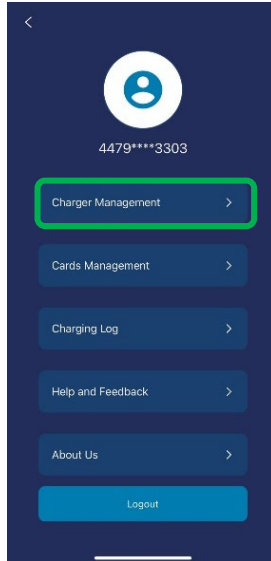 4479****3303
Charger Management
Cards Management
Charging Log
Help and Feedback
About Us
Logout